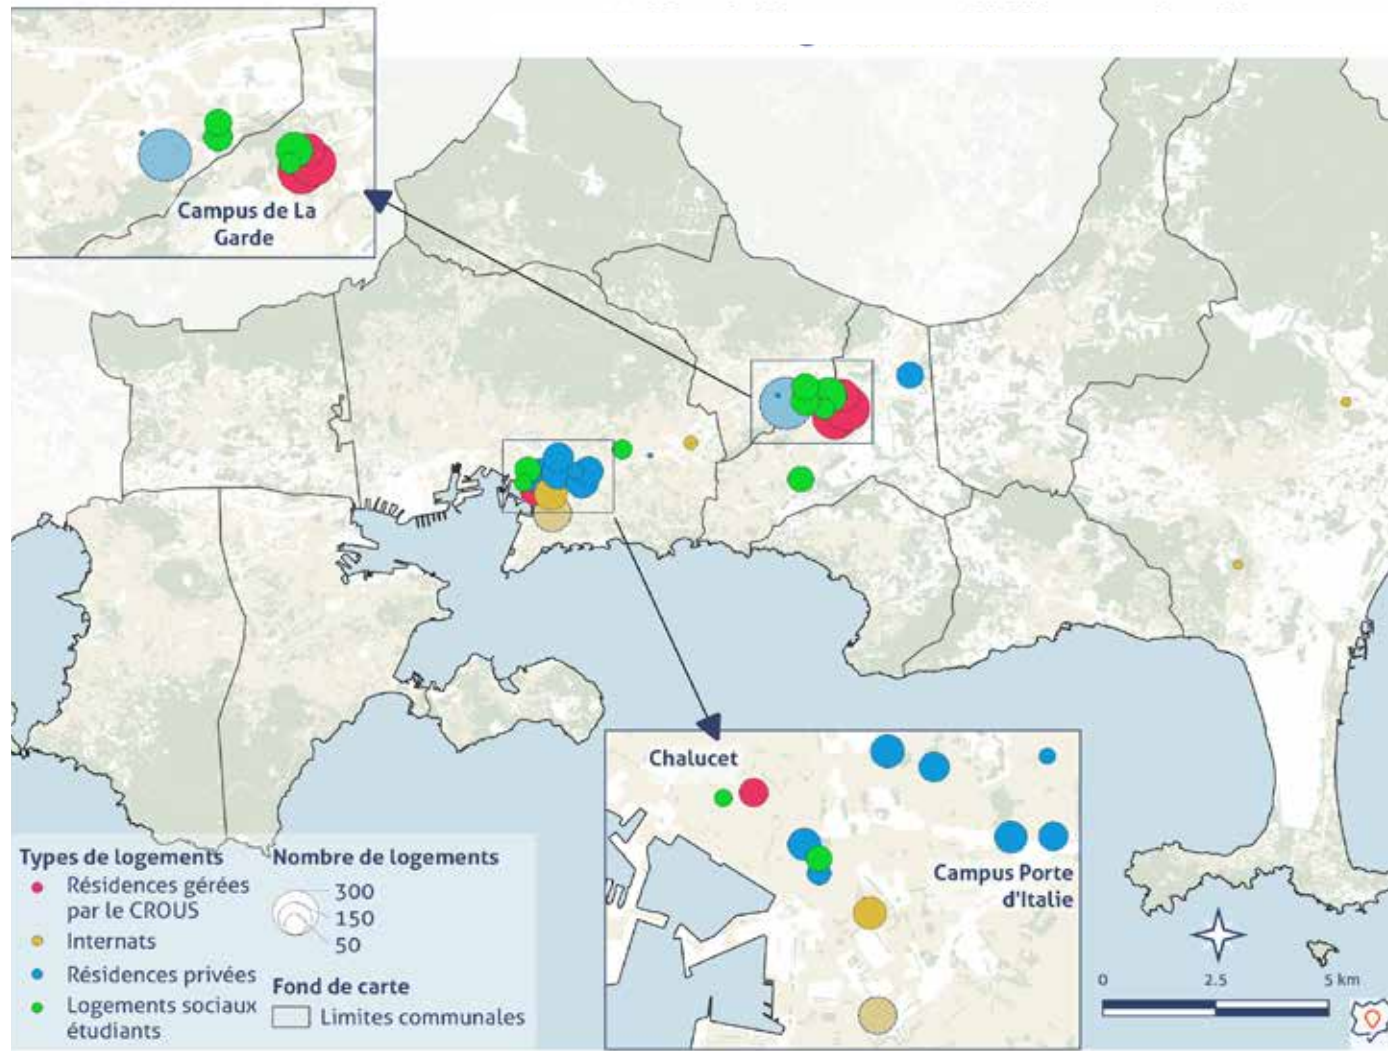 Campus de La
Garde
Chalucet
Campus Porte
d'Italie
Types de logements
Résidences gérées
par le CROUS
Internats
Résidences privées
Logements sociaux
étudiants
Nombre de logements
300
150
50
Fond de carte
Limites communales
0
2.5
5 km